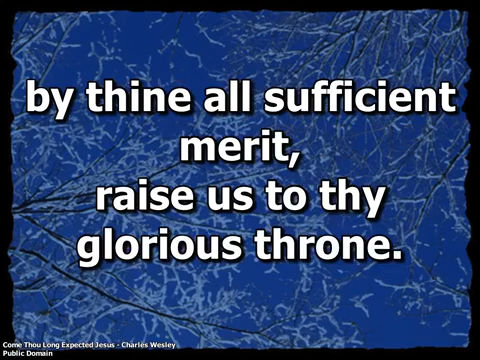 by thine all sufficient
merit,
raise us to thy
glorious throne.
Come Thou Long Expected Jesus - Charles Wesley
Public Domain